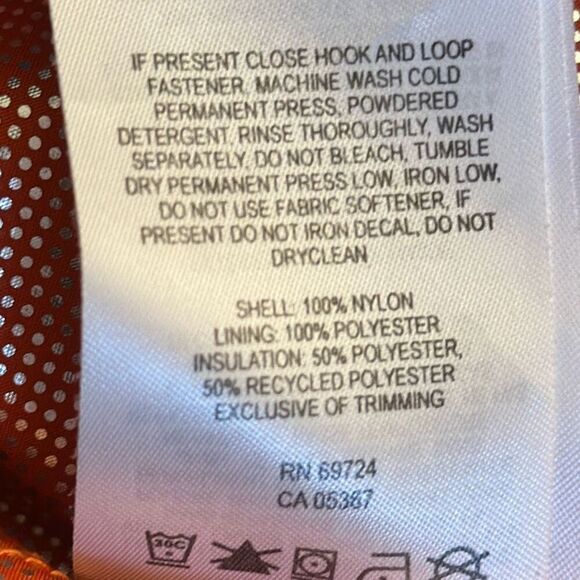 IF PRESENT CLOSE HOOK AND LOOP
FASTENER, MACHINE WASH COLD
PERMANENT PRESS, POWDERED
DETERGENT, RINSE THOROUGHLY, WASH
SEPARATELY, DO NOT BLEACH, TUMBLE
DRY PERMANENT PRESS LOW, IRON LOW,
DO NOT USE FABRIC SOFTENER, IF
PRESENT DO NOT IRON DECAL, DO NOT
DRYCLEAN
SHELL: 100% NYLON
LINING: 100% POLYESTER
INSULATION: 50% POLYESTER,
50% RECYCLED POLYESTER
EXCLUSIVE OF TRIMMING
RN 69724
CA 05367
30C